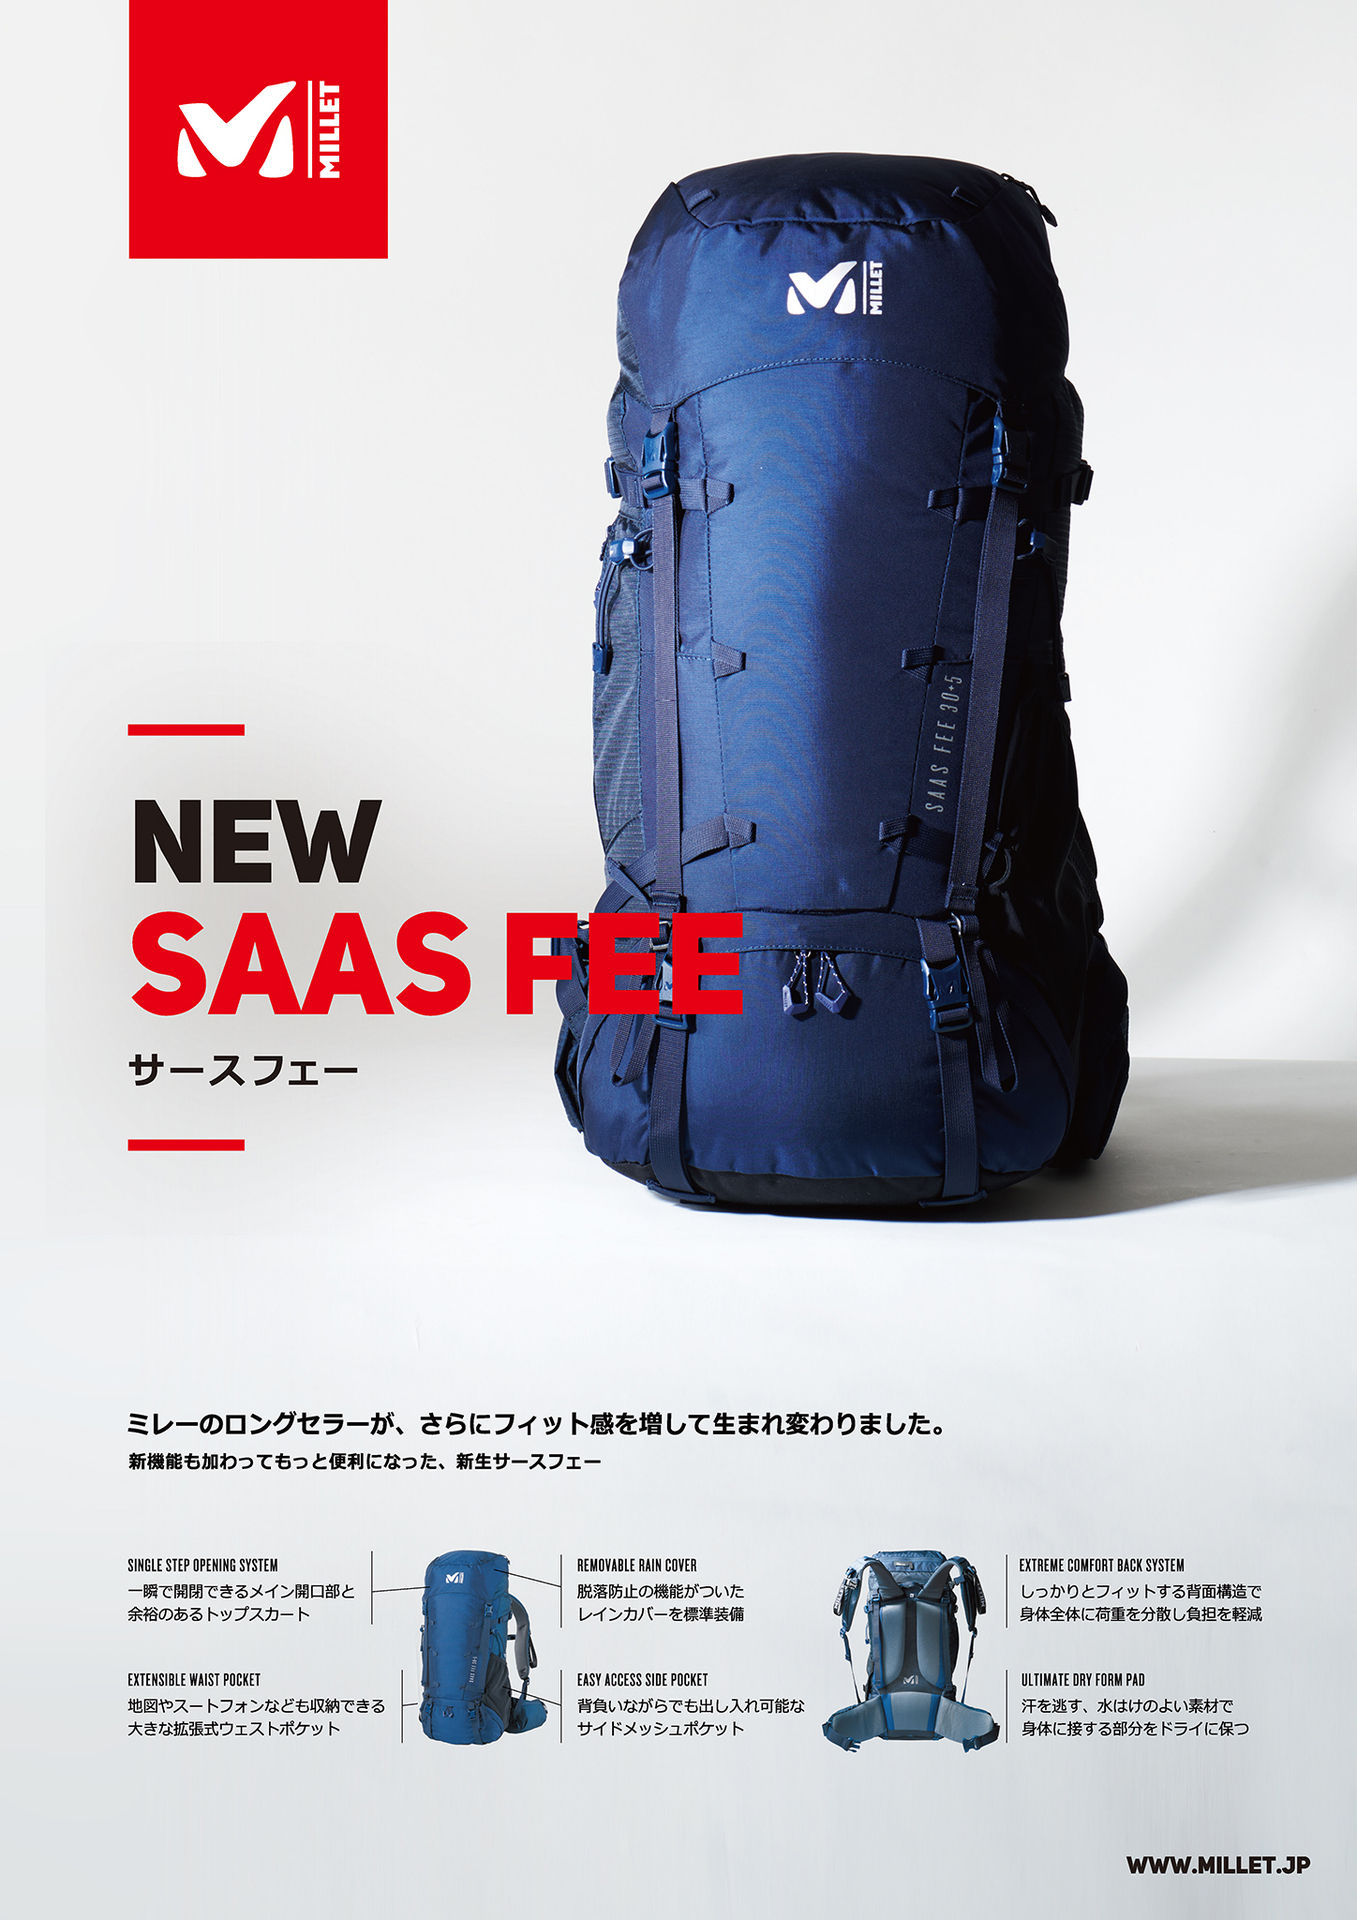 MILLET
MILLET
SAAS FEE 30+5
NEW
SAAS FEE
サースフェー
ミレーのロングセラーが、さらにフィット感を増して生まれ変わりました。
新機能も加わってもっと便利になった、新生サースフェー
SINGLE STEP OPENING SYSTEM
一瞬で開閉できるメイン開口部と
余裕のあるトップスカート
EXTENSIBLE WAIST POCKET
地図やスートフォンなども収納できる
大きな拡張式ウェストポケット
REMOVABLE RAIN COVER
脱落防止の機能がついた
レインカバーを標準装備
EASY ACCESS SIDE POCKET
背負いながらでも出し入れ可能な
サイドメッシュポケット
EXTREME COMFORT BACK SYSTEM
しっかりとフィットする背面構造で
身体全体に荷重を分散し負担を軽減
ULTIMATE DRY FORM PAD
汗を逃す、水はけのよい素材で
身体に接する部分をドライに保つ
WWW.MILLET.JP